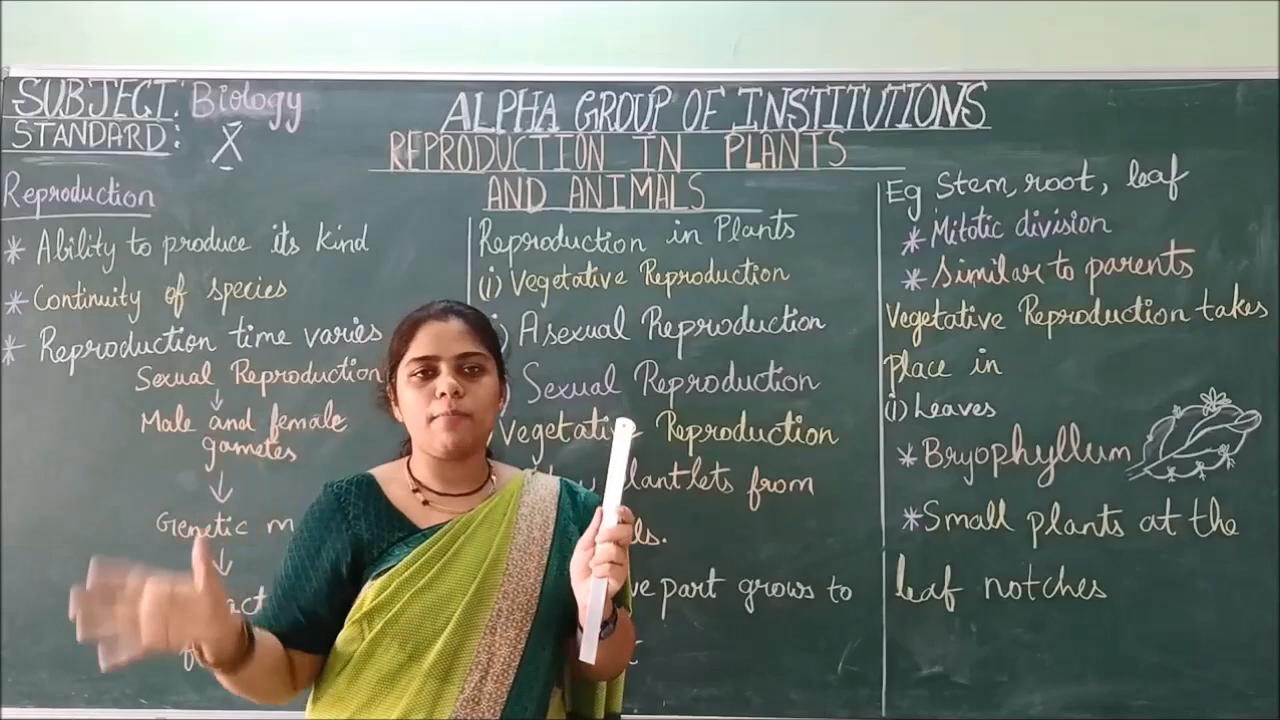 SUBJECT: Biology
STANDARD: X
ALPHA GROUP OF INSTITUTIONS
REPRODUCTION IN PLANTS
AND ANIMALS
Reproduction
* Ability to produce its kind
* Continuity of species
* Reproduction time varies
Sexual Reproduction
Male and female
gametes
Genetic m
Reproduction in Plants
(i) Vegetative Reproduction
) Asexual Reproduction
Sexual Reproduction
Vegetativ Reproduction
plantlets from
ls.
ve part grows to
Eg Stem, root, leaf
* Mitotic division
* Similar to parents
Vegetative Reproduction takes
place in
(i) Leaves
* Bryophyllum
* Small plants at the
leaf notches